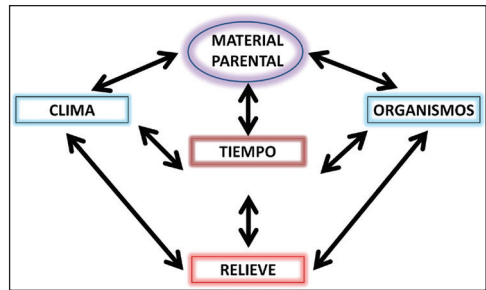 MATERIAL
PARENTAL
CLIMA
ORGANISMOS
TIEMPO
RELIEVE